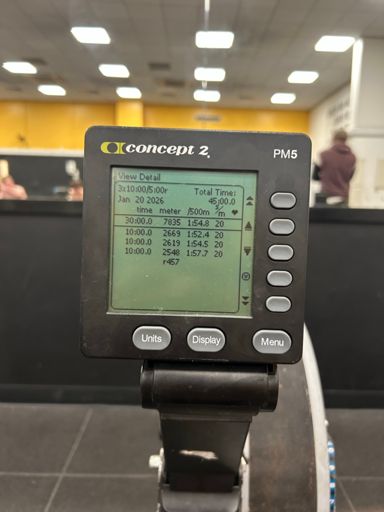 concept 2.
PM5
View Detail
3x10:00/5:00r Total Time:
Jan 20 2026 45:00.0
time meter /500m s/m ♥
30:00.0 7835 1:54.8 20
10:00.0 2669 1:52.4 20
10:00.0 2619 1:54.5 20
10:00.0 2548 1:57.7 20
r457
Units Display Menu